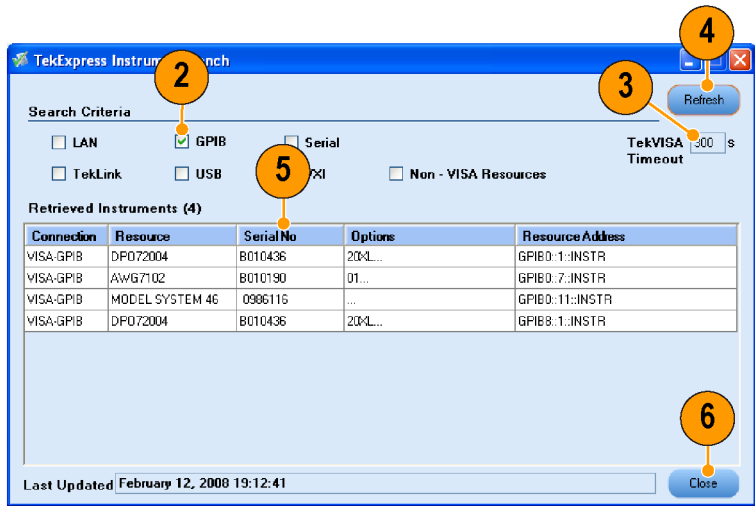 4
TekExpress
2
3
Refresh
Search Criteria
LAN GPIB Serial TekVISA 300 s
Timeout
TekLink USB 5 Non - VISA Resources
Retrieved Instruments (4)
Connection Resource Serial No Options Resource Address
VISA-GPIB DPO72004 B010436 20XL... GPIB0::1::INSTR
VISA-GPIB AWG7102 B010190 01... GPIB0::7::INSTR
VISA-GPIB MODEL SYSTEM 46 0986116 ... GPIB0::11::INSTR
VISA-GPIB DPO72004 B010436 20XL... GPIB8::1::INSTR
6
Last Updated February 12, 2008 19:12:41 Close